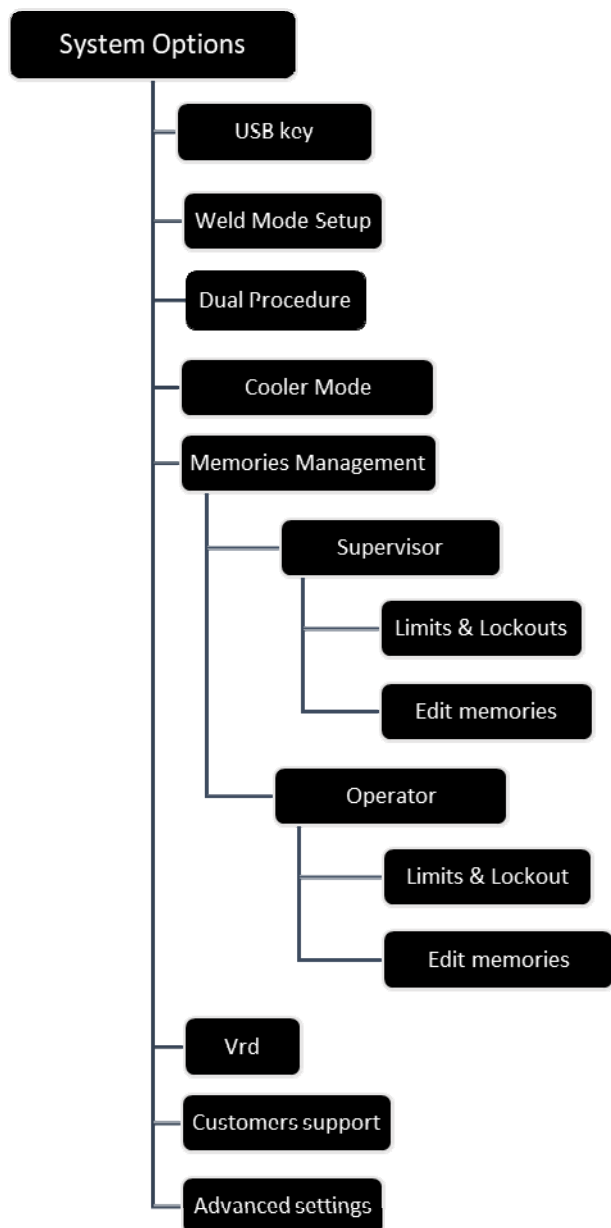 System Options
USB key
Weld Mode Setup
Dual Procedure
Cooler Mode
Memories Management
Supervisor
Limits & Lockouts
Edit memories
Operator
Limits & Lockout
Edit memories
Vrd
Customers support
Advanced settings